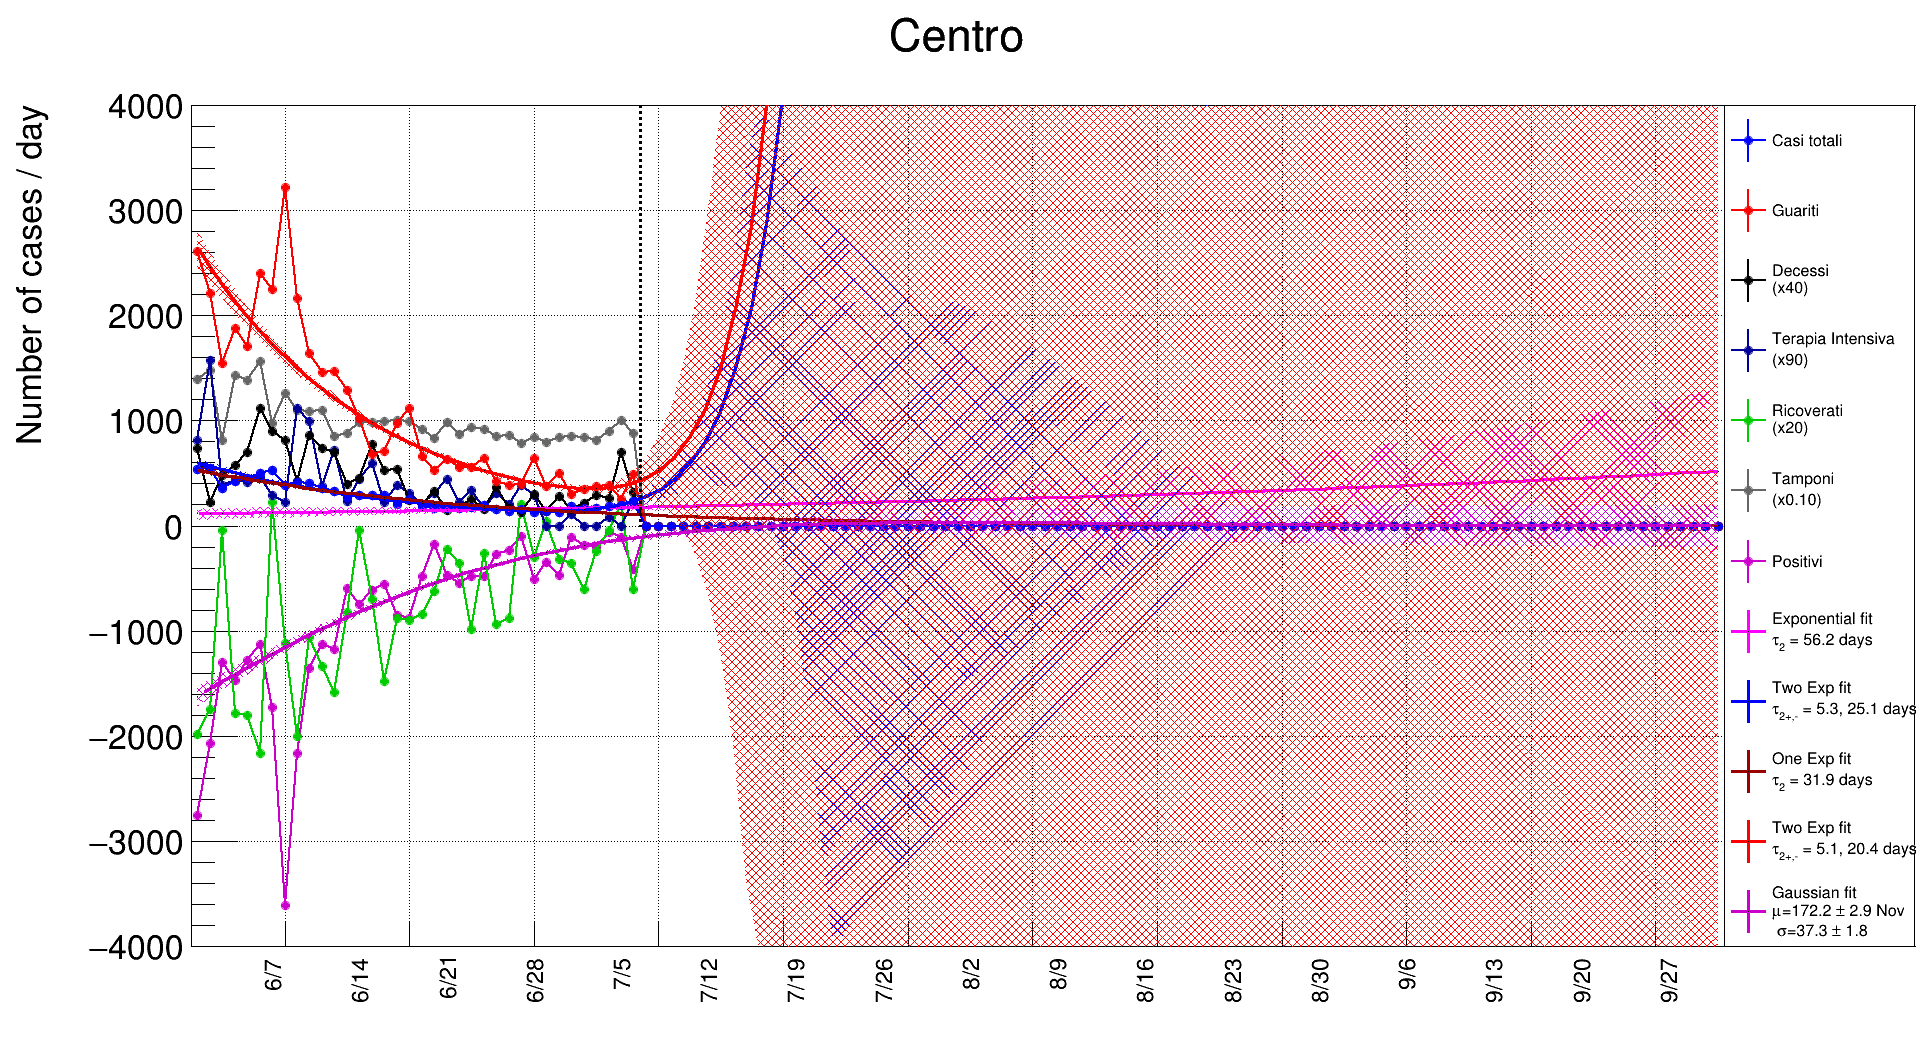 Centro
Number of cases / day
4000
3000
2000
1000
0
−1000
−2000
−3000
−4000
6/7
6/14
6/21
6/28
7/5
7/12
7/19
7/26
8/2
8/9
8/16
8/23
8/30
9/6
9/13
9/20
9/27
Casi totali
Guariti
Decessi
(x40)
Terapia Intensiva
(x90)
Ricoverati
(x20)
Tamponi
(x0.10)
Positivi
Exponential fit
τ2 = 56.2 days
Two Exp fit
τ2+,- = 5.3, 25.1 days
One Exp fit
τ2 = 31.9 days
Two Exp fit
τ2+,- = 5.1, 20.4 days
Gaussian fit
μ=172.2 ± 2.9 Nov
σ=37.3 ± 1.8